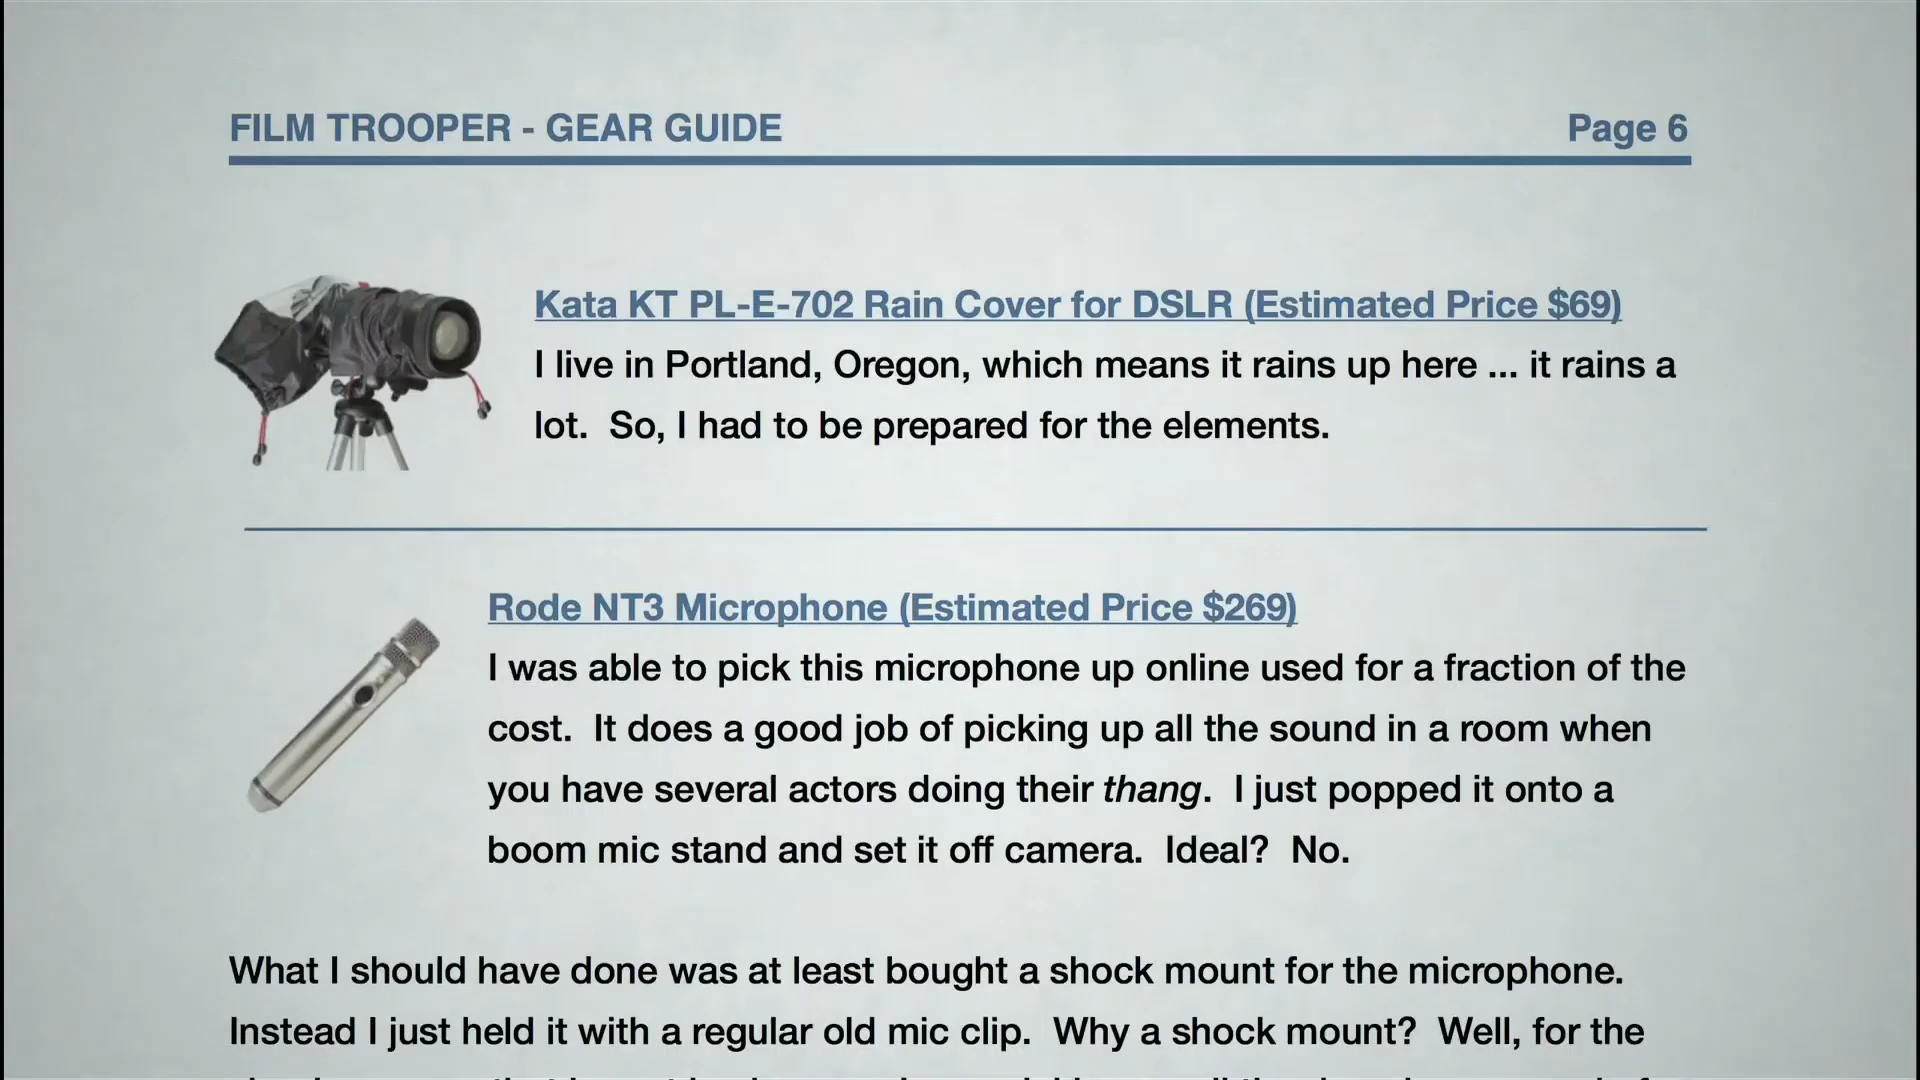 FILM TROOPER - GEAR GUIDE Page 6
Kata KT PL-E-702 Rain Cover for DSLR (Estimated Price $69)
I live in Portland, Oregon, which means it rains up here ... it rains a
lot.  So, I had to be prepared for the elements.
Rode NT3 Microphone (Estimated Price $269)
I was able to pick this microphone up online used for a fraction of the
cost.  It does a good job of picking up all the sound in a room when
you have several actors doing their thang.  I just popped it onto a
boom mic stand and set it off camera.  Ideal?  No.
What I should have done was at least bought a shock mount for the microphone.
Instead I just held it with a regular old mic clip.  Why a shock mount?  Well, for the